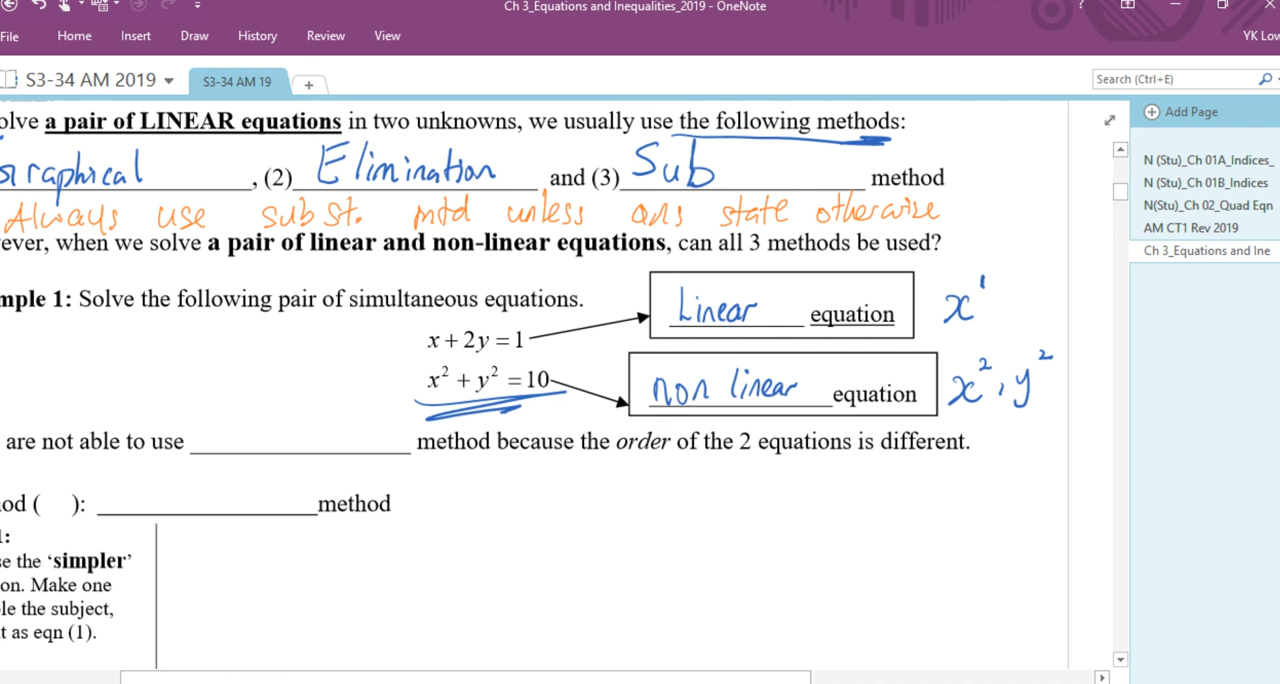 Ch 3_Equations and Inequalities_2019 - OneNote
File Home Insert Draw History Review View YK Low
S3-34 AM 2019 S3-34 AM 19 + Search (Ctrl+E)
olve a pair of LINEAR equations in two unknowns, we usually use the following methods:
raphical, (2) Elimination and (3) Sub method
Always use subst. mtd unless qns state otherwise
ever, when we solve a pair of linear and non-linear equations, can all 3 methods be used?
mple 1: Solve the following pair of simultaneous equations.
Linear equation x¹
x + 2y = 1
x² + y² = 10
non linear equation x², y²
are not able to use ____ method because the order of the 2 equations is different.
od ( ): ____ method
1:
e the ‘simpler’
on. Make one
le the subject,
t as eqn (1).
Add Page
N (Stu)_Ch 01A_Indices_
N (Stu)_Ch 01B_Indices
N(Stu)_Ch 02_Quad Eqn
AM CT1 Rev 2019
Ch 3_Equations and Ine